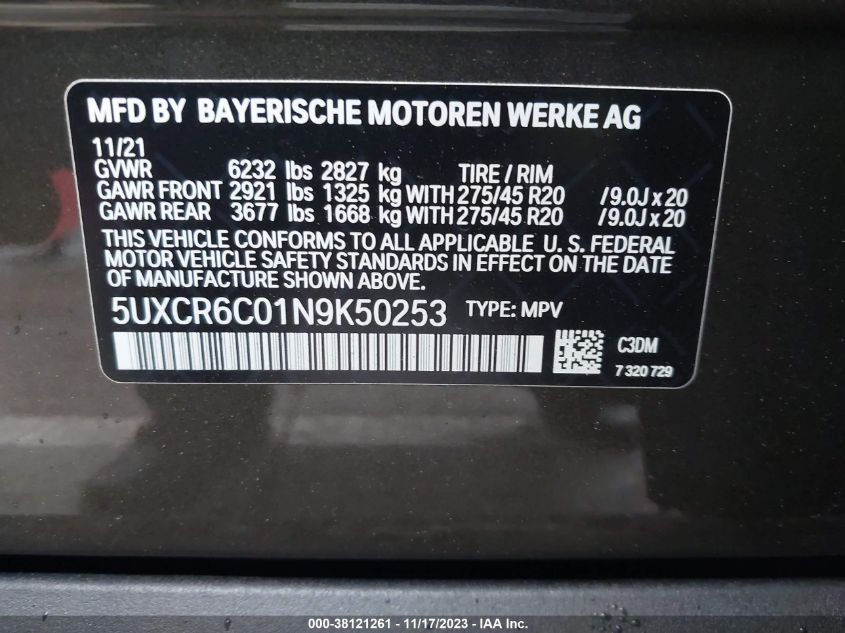 MFD BY BAYERISCHE MOTOREN WERKE AG
11/21
GVWR 6232 lbs 2827 kg TIRE / RIM
GAWR FRONT 2921 lbs 1325 kg WITH 275/45 R20 /9.0J x 20
GAWR REAR 3677 lbs 1668 kg WITH 275/45 R20 /9.0J x 20
THIS VEHICLE CONFORMS TO ALL APPLICABLE U. S. FEDERAL
MOTOR VEHICLE SAFETY STANDARDS IN EFFECT ON THE DATE
OF MANUFACTURE SHOWN ABOVE.
5UXCR6C01N9K50253 TYPE: MPV
C3DM
7 320 729
000-38121261 - 11/17/2023 - IAA Inc.